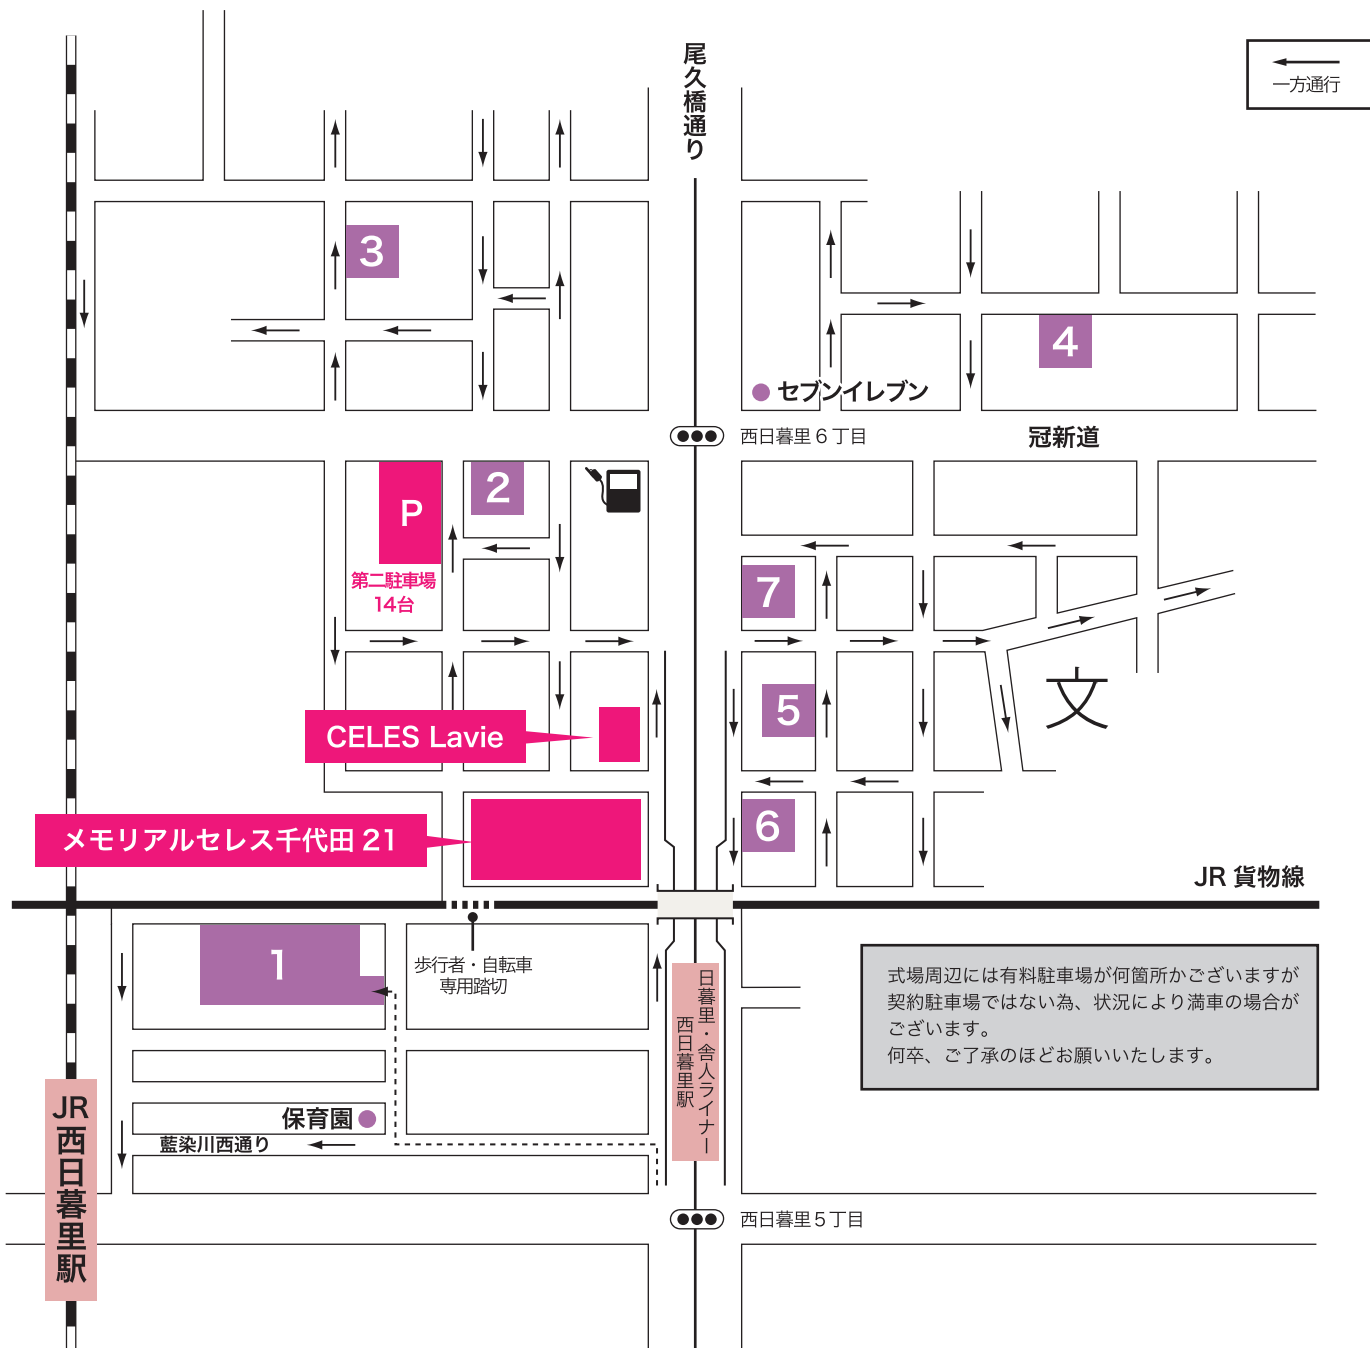 尾久橋通り
一方通行
3
4
セブンイレブン
西日暮里6丁目
冠新道
P
2
第二駐車場
14台
7
文
5
CELES Lavie
6
メモリアルセレス千代田 21
JR 貨物線
1
歩行者・自転車
専用踏切
式場周辺には有料駐車場が何箇所かございますが
契約駐車場ではない為、状況により満車の場合が
ございます。
何卒、ご了承のほどお願いいたします。
日暮里・舎人ライナー
西日暮里駅
JR西日暮里駅
保育園
藍染川西通り
西日暮里5丁目